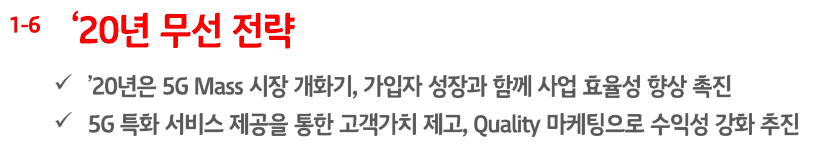 1-6 ‘20년 무선 전략
✓ ’20년은 5G Mass 시장 개화기, 가입자 성장과 함께 사업 효율성 향상 촉진
✓ 5G 특화 서비스 제공을 통한 고객가치 제고, Quality 마케팅으로 수익성 강화 추진